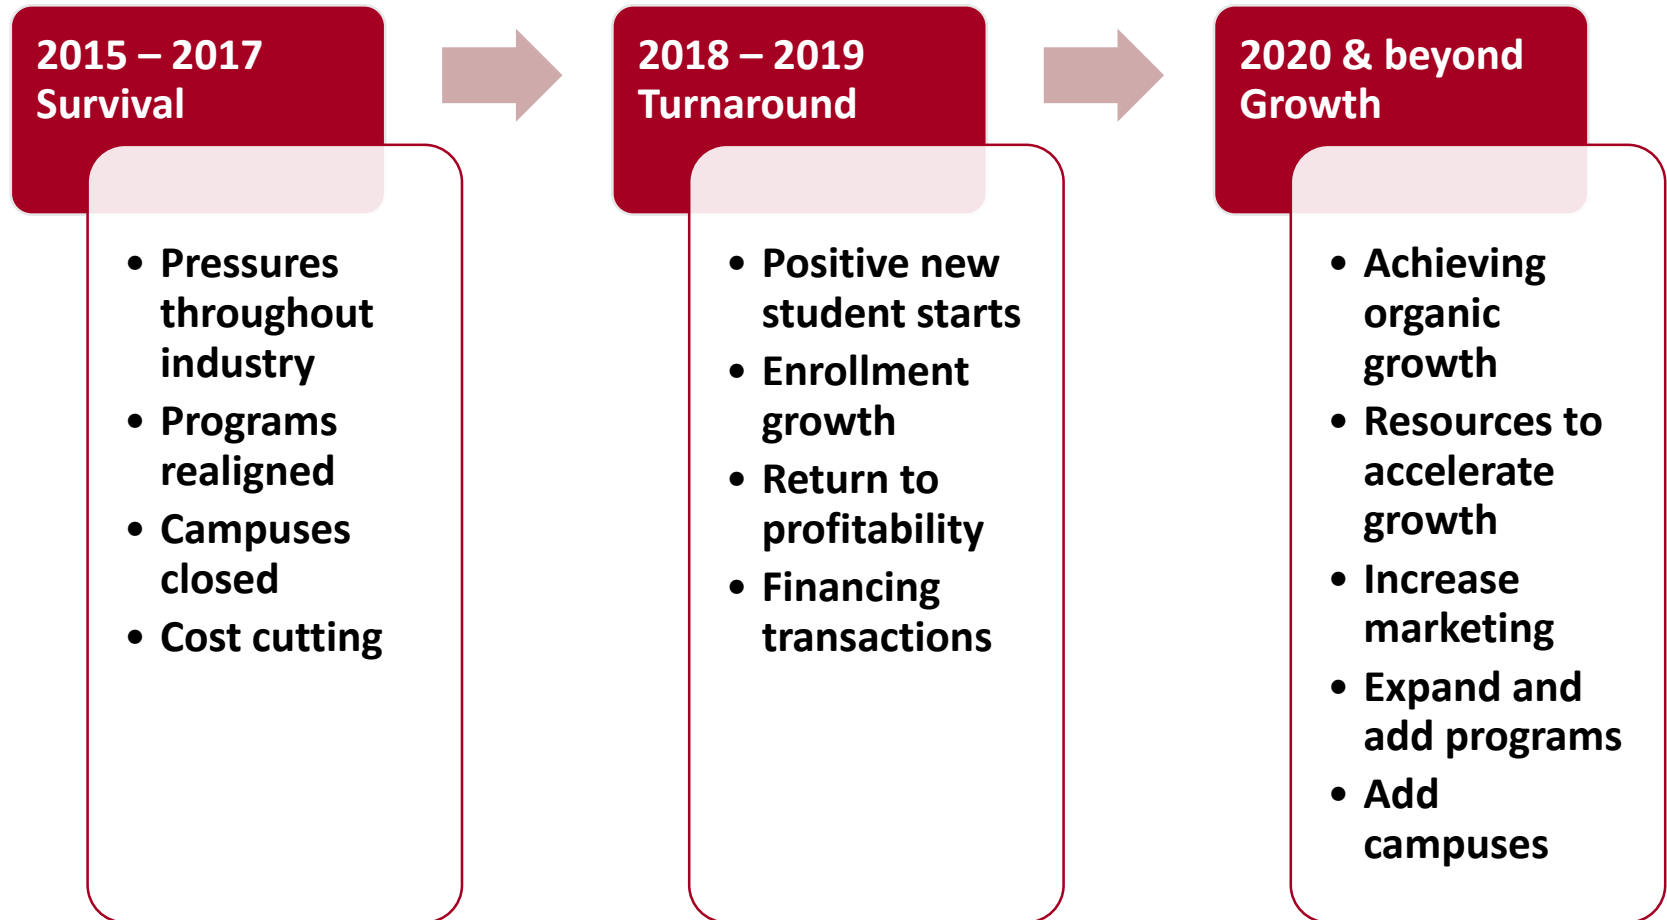 2015 – 2017
Survival
• Pressures
throughout
industry
• Programs
realigned
• Campuses
closed
• Cost cutting
2018 – 2019
Turnaround
• Positive new
student starts
• Enrollment
growth
• Return to
profitability
• Financing
transactions
2020 & beyond
Growth
• Achieving
organic
growth
• Resources to
accelerate
growth
• Increase
marketing
• Expand and
add programs
• Add
campuses